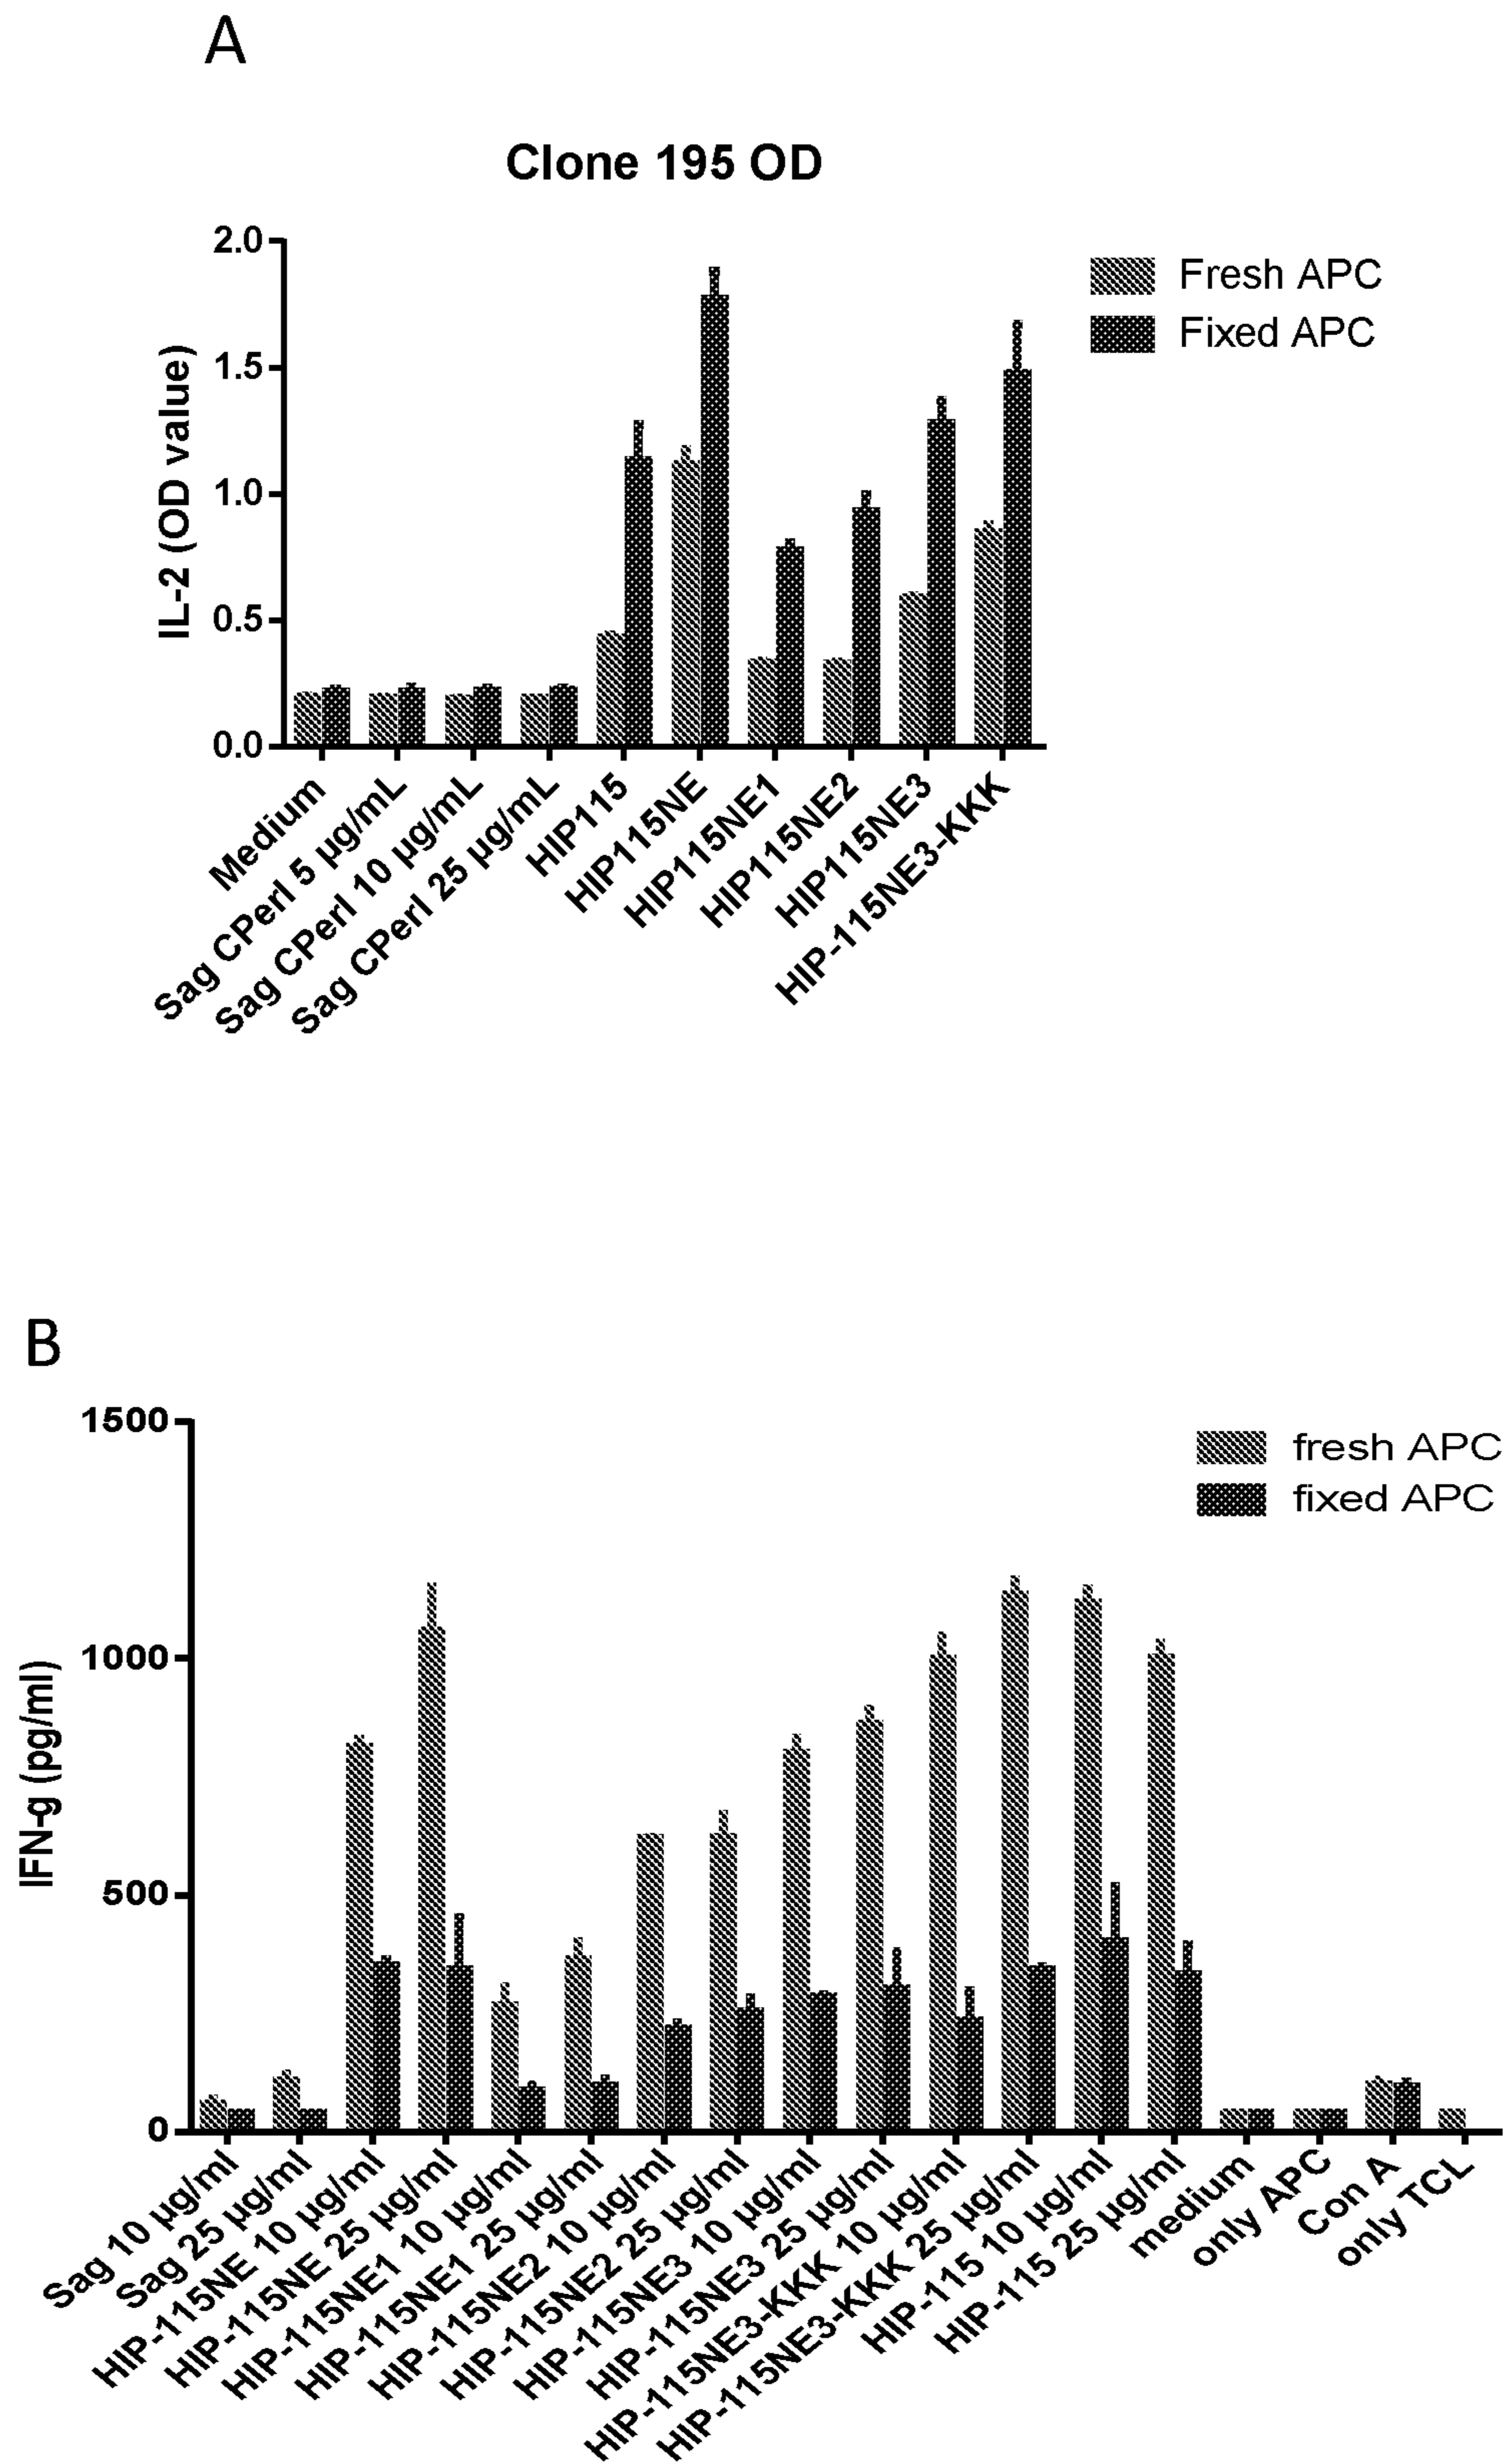 A
Clone 195 OD
Fresh APC
Fixed APC
IL-2 (OD value)
2.0
1.5
1.0
0.5
0.0
Medium
Sag CPerI 5 µg/mL
Sag CPerI 10 µg/mL
Sag CPerI 25 µg/mL
HIP115
HIP115NE
HIP115NE1
HIP115NE2
HIP115NE3
HIP-115NE3-KKK
B
fresh APC
fixed APC
IFN-g (pg/ml)
1500
1000
500
0
Sag 10 µg/ml
Sag 25 µg/ml
HIP-115NE 10 µg/ml
HIP-115NE 25 µg/ml
HIP-115NE1 10 µg/ml
HIP-115NE1 25 µg/ml
HIP-115NE2 10 µg/ml
HIP-115NE2 25 µg/ml
HIP-115NE3 10 µg/ml
HIP-115NE3 25 µg/ml
HIP-115NE3-KKK 10 µg/ml
HIP-115NE3-KKK 25 µg/ml
HIP-115 10 µg/ml
HIP-115 25 µg/ml
medium
only APC
Con A
only TCL